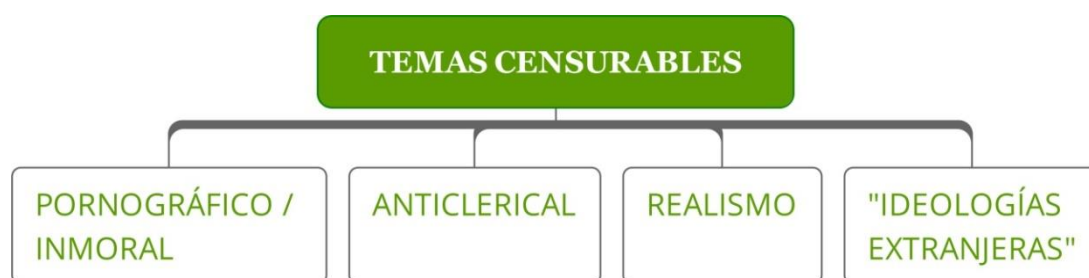 TEMAS CENSURABLES
PORNOGRÁFICO /
INMORAL
ANTICLERICAL
REALISMO
"IDEOLOGÍAS
EXTRANJERAS"